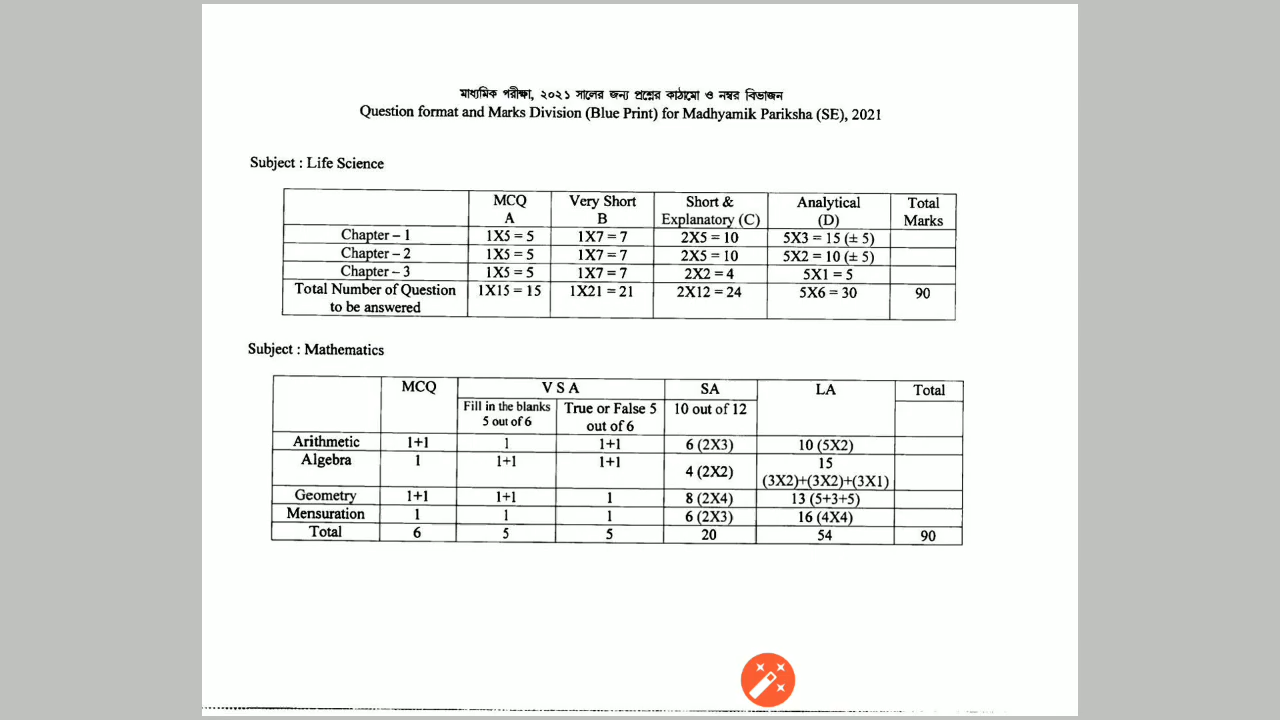 মাধ্যমিক পরীক্ষা, ২০২১ সালের জন্য প্রশ্নের কাঠামো ও নম্বর বিভাজন
Question format and Marks Division (Blue Print) for Madhyamik Pariksha (SE), 2021
Subject : Life Science
MCQ A Very Short B Short & Explanatory (C) Analytical (D) Total Marks
Chapter – 1 1X5 = 5 1X7 = 7 2X5 = 10 5X3 = 15 (± 5)
Chapter – 2 1X5 = 5 1X7 = 7 2X5 = 10 5X2 = 10 (± 5)
Chapter – 3 1X5 = 5 1X7 = 7 2X2 = 4 5X1 = 5
Total Number of Question to be answered 1X15 = 15 1X21 = 21 2X12 = 24 5X6 = 30 90
Subject : Mathematics
MCQ V S A SA LA Total
Fill in the blanks 5 out of 6 True or False 5 out of 6 10 out of 12
Arithmetic 1+1 1 1+1 6 (2X3) 10 (5X2)
Algebra 1 1+1 1+1 4 (2X2) 15 (3X2)+(3X2)+(3X1)
Geometry 1+1 1+1 1 8 (2X4) 13 (5+3+5)
Mensuration 1 1 1 6 (2X3) 16 (4X4)
Total 6 5 5 20 54 90